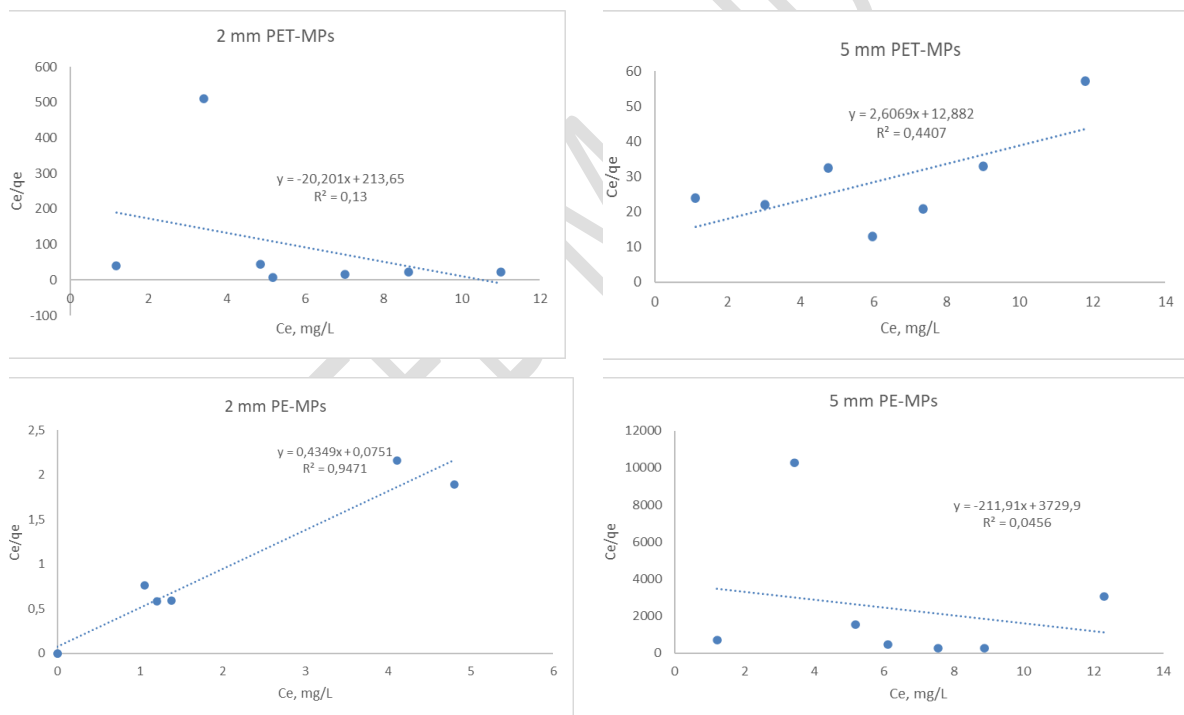 2 mm PET-MPs
600
500
400
300
200
100
0
-100
0
2
4
6
8
10
12
Ce/qe
Ce, mg/L
y = -20,201x + 213,65
R² = 0,13
5 mm PET-MPs
60
50
40
30
20
10
0
0
2
4
6
8
10
12
14
Ce/qe
Ce, mg/L
y = 2,6069x + 12,882
R² = 0,4407
2 mm PE-MPs
2,5
2
1,5
1
0,5
0
0
1
2
3
4
5
6
Ce/qe
Ce, mg/L
y = 0,4349x + 0,0751
R² = 0,9471
5 mm PE-MPs
12000
10000
8000
6000
4000
2000
0
0
2
4
6
8
10
12
14
Ce/qe
Ce, mg/L
y = -211,91x + 3729,9
R² = 0,0456